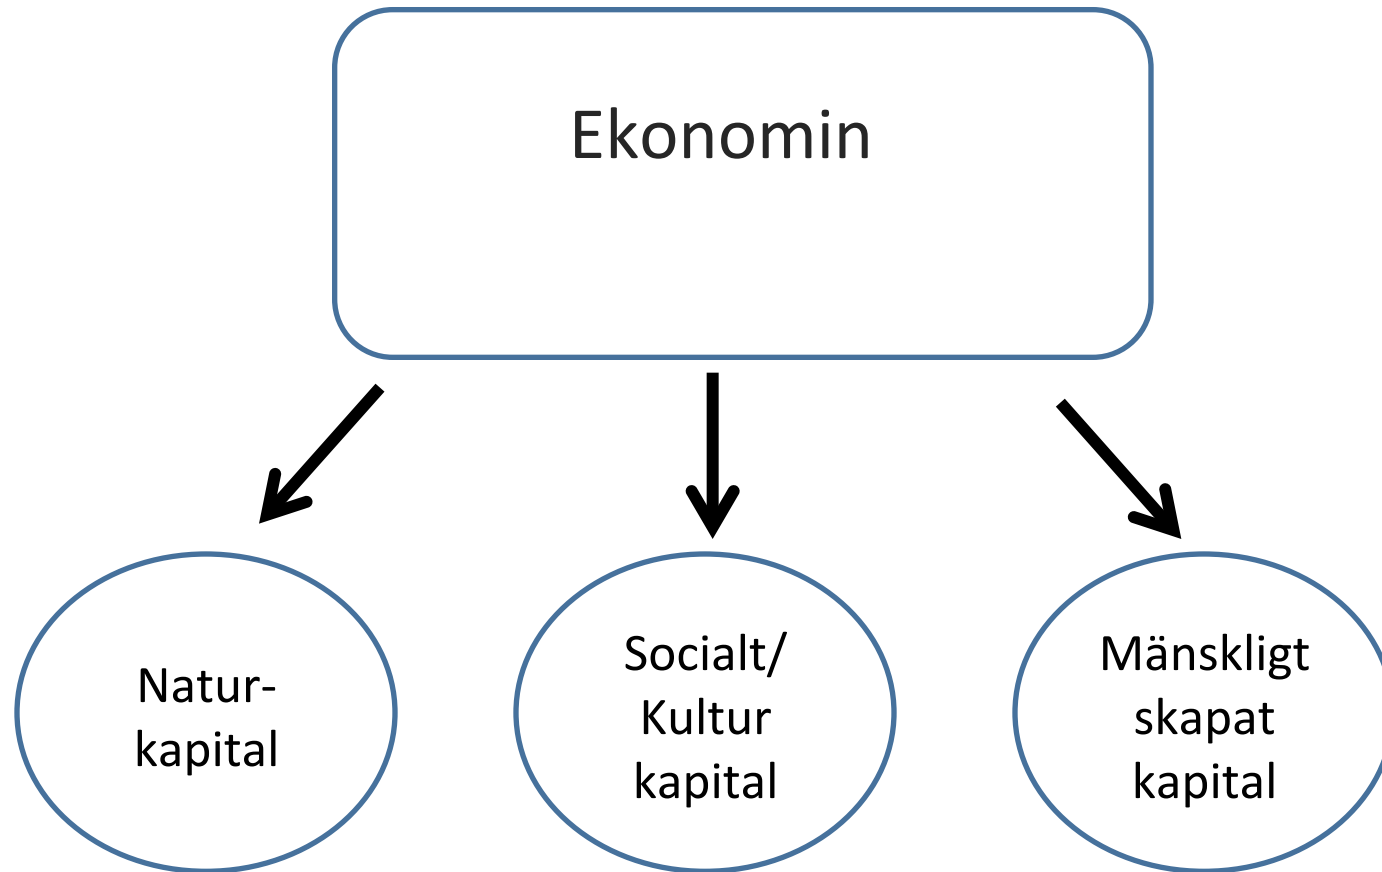 Ekonomin
Natur-
kapital
Socialt/
Kultur
kapital
Mänskligt
skapat
kapital